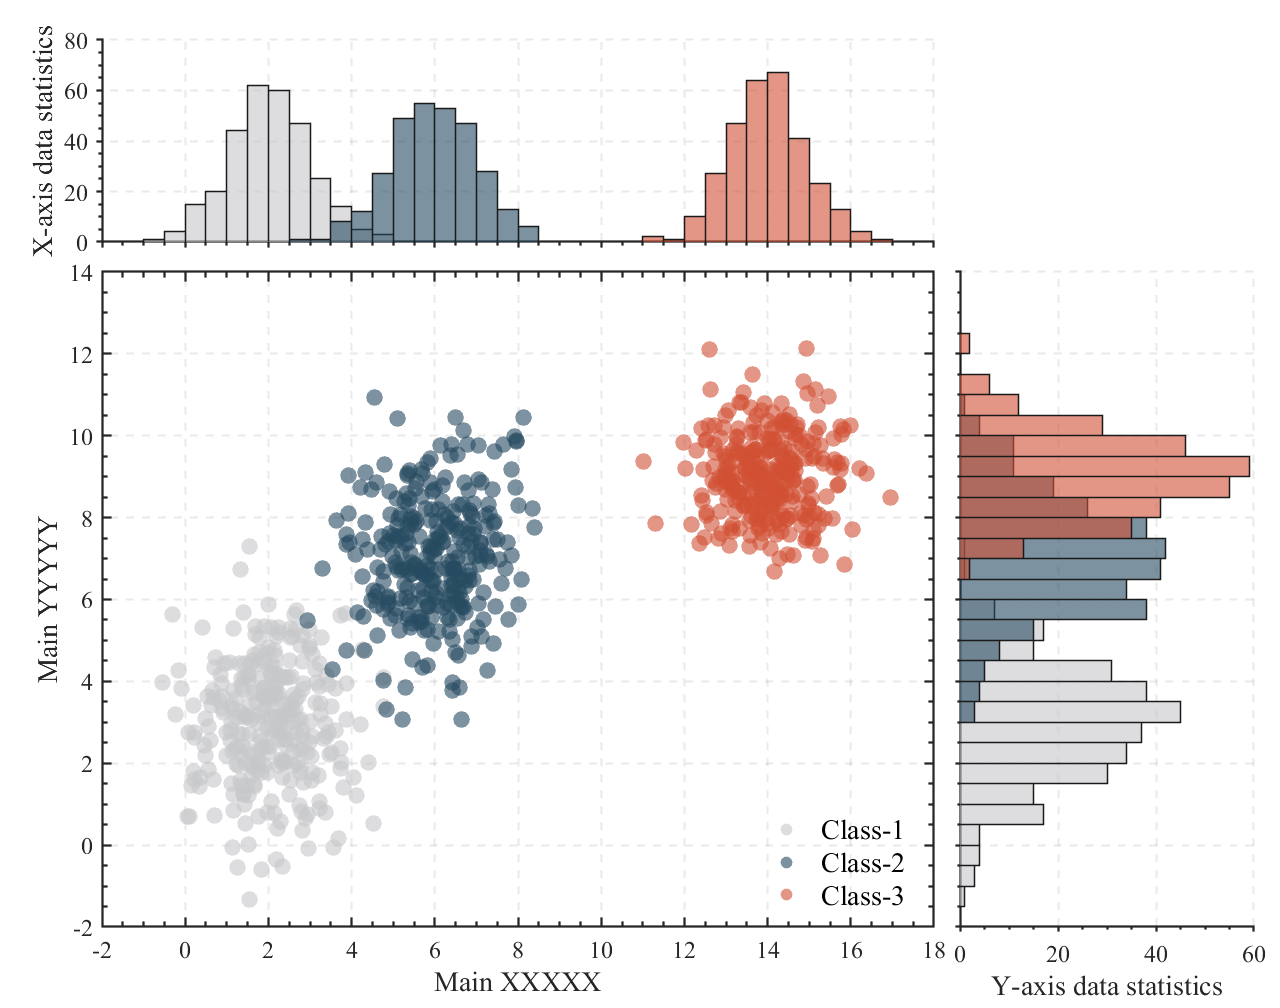 X-axis data statistics
80
60
40
20
0
Main YYYYY
14
12
10
8
6
4
2
0
-2
Class-1
Class-2
Class-3
-2 0 2 4 6 8 10 12 14 16 18
Main XXXXX
0 20 40 60
Y-axis data statistics